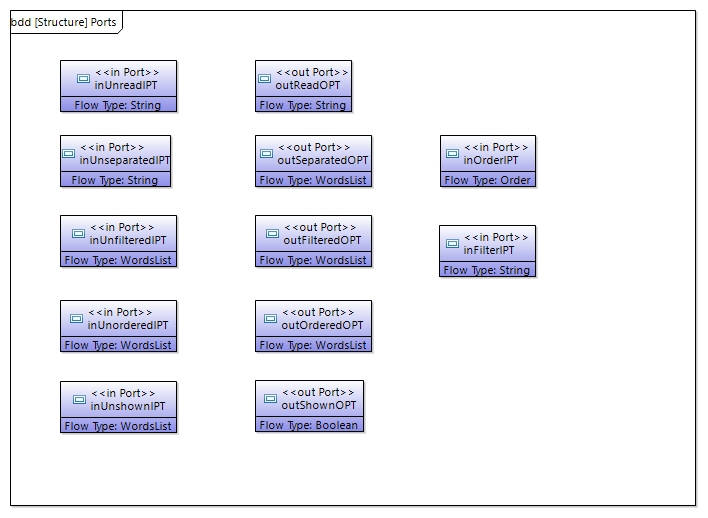 bdd [Structure] Ports
<<in Port>>
inUnreadIPT
Flow Type: String
<<out Port>>
outReadOPT
Flow Type: String
<<in Port>>
inUnseparatedIPT
Flow Type: String
<<out Port>>
outSeparatedOPT
Flow Type: WordsList
<<in Port>>
inOrderIPT
Flow Type: Order
<<in Port>>
inUnfilteredIPT
Flow Type: WordsList
<<out Port>>
outFilteredOPT
Flow Type: WordsList
<<in Port>>
inFilterIPT
Flow Type: String
<<in Port>>
inUnorderedIPT
Flow Type: WordsList
<<out Port>>
outOrderedOPT
Flow Type: WordsList
<<in Port>>
inUnshownIPT
Flow Type: WordsList
<<out Port>>
outShownOPT
Flow Type: Boolean